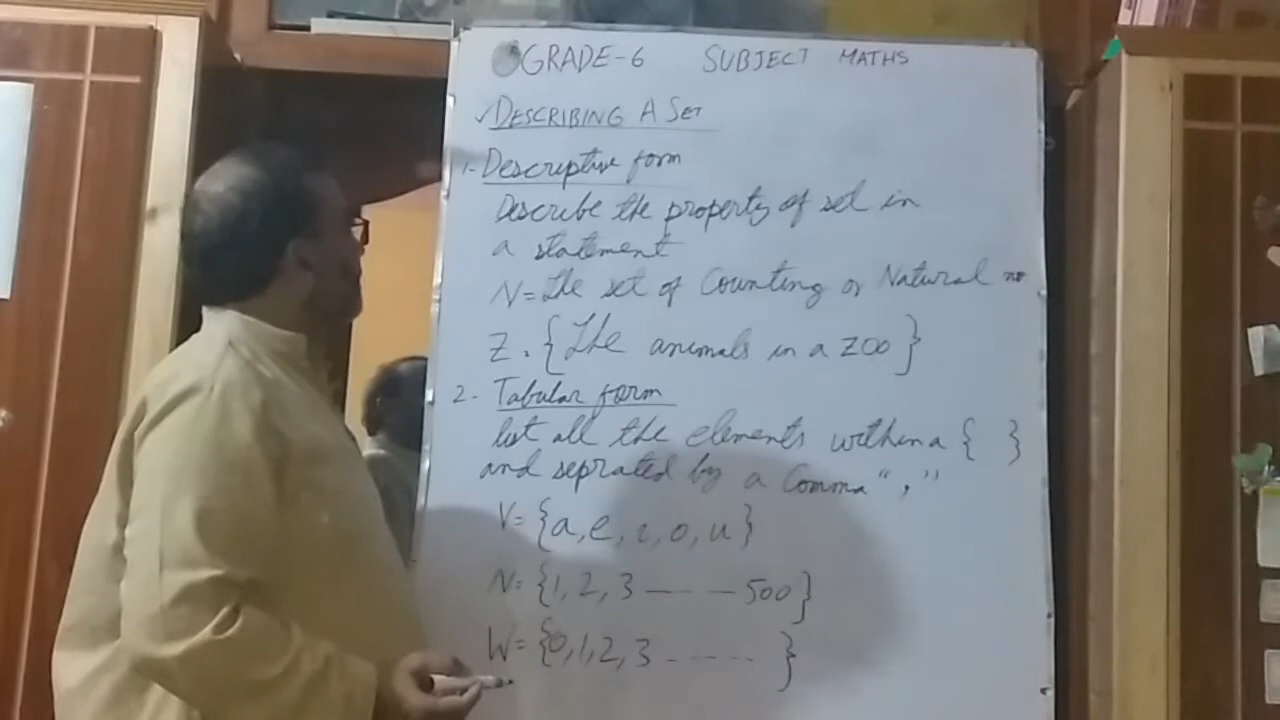 GRADE-6 SUBJECT MATHS
✓DESCRIBING A SET
1- Descriptive form
Describe the property of set in
a statement
N = The set of Counting or Natural no
Z = {The animals in a ZOO}
2- Tabular form
list all the elements within a { }
and seprated by a Comma " , "
V = {a, e, i, o, u}
N = {1, 2, 3 — - — - — 500}
W = {0, 1, 2, 3 - - - - - }